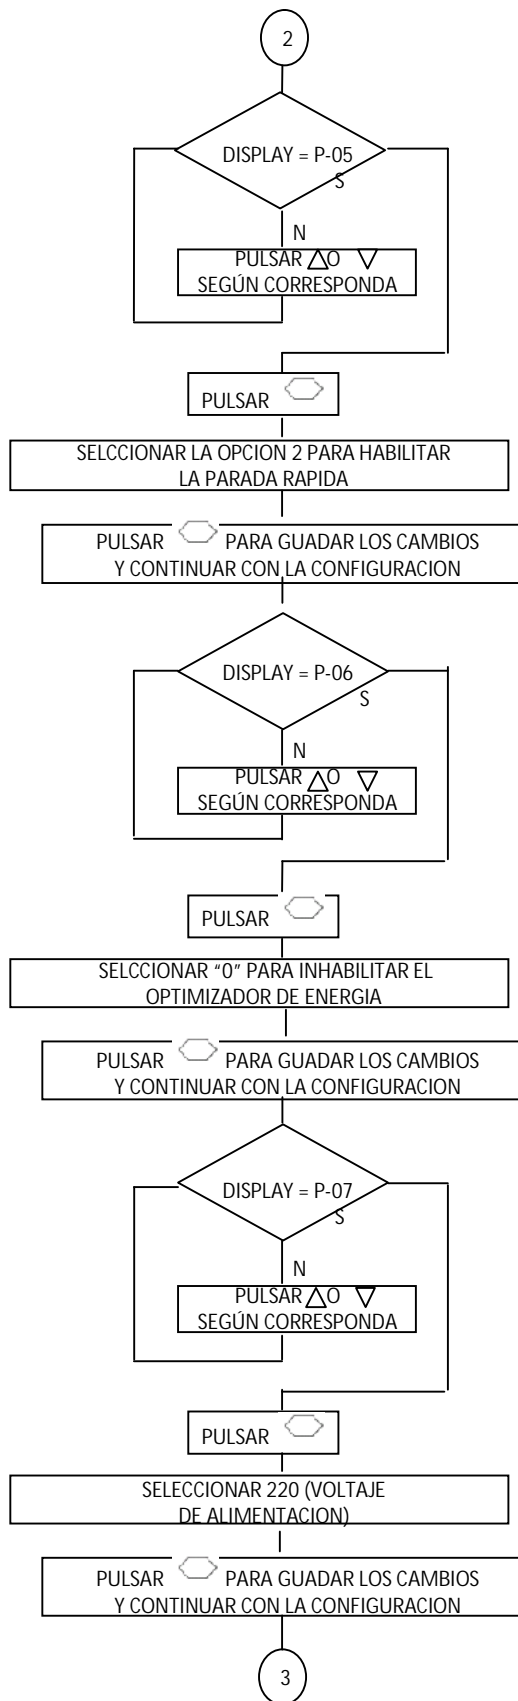 2
DISPLAY = P-05
S
N
PULSAR △O ▽
SEGÚN CORRESPONDA
PULSAR
SELCCIONAR LA OPCION 2 PARA HABILITAR
LA PARADA RAPIDA
PULSAR PARA GUADAR LOS CAMBIOS
Y CONTINUAR CON LA CONFIGURACION
DISPLAY = P-06
S
N
PULSAR △O ▽
SEGÚN CORRESPONDA
PULSAR
SELCCIONAR “0” PARA INHABILITAR EL
OPTIMIZADOR DE ENERGIA
PULSAR PARA GUADAR LOS CAMBIOS
Y CONTINUAR CON LA CONFIGURACION
DISPLAY = P-07
S
N
PULSAR △O ▽
SEGÚN CORRESPONDA
PULSAR
SELECCIONAR 220 (VOLTAJE
DE ALIMENTACION)
PULSAR PARA GUADAR LOS CAMBIOS
Y CONTINUAR CON LA CONFIGURACION
3